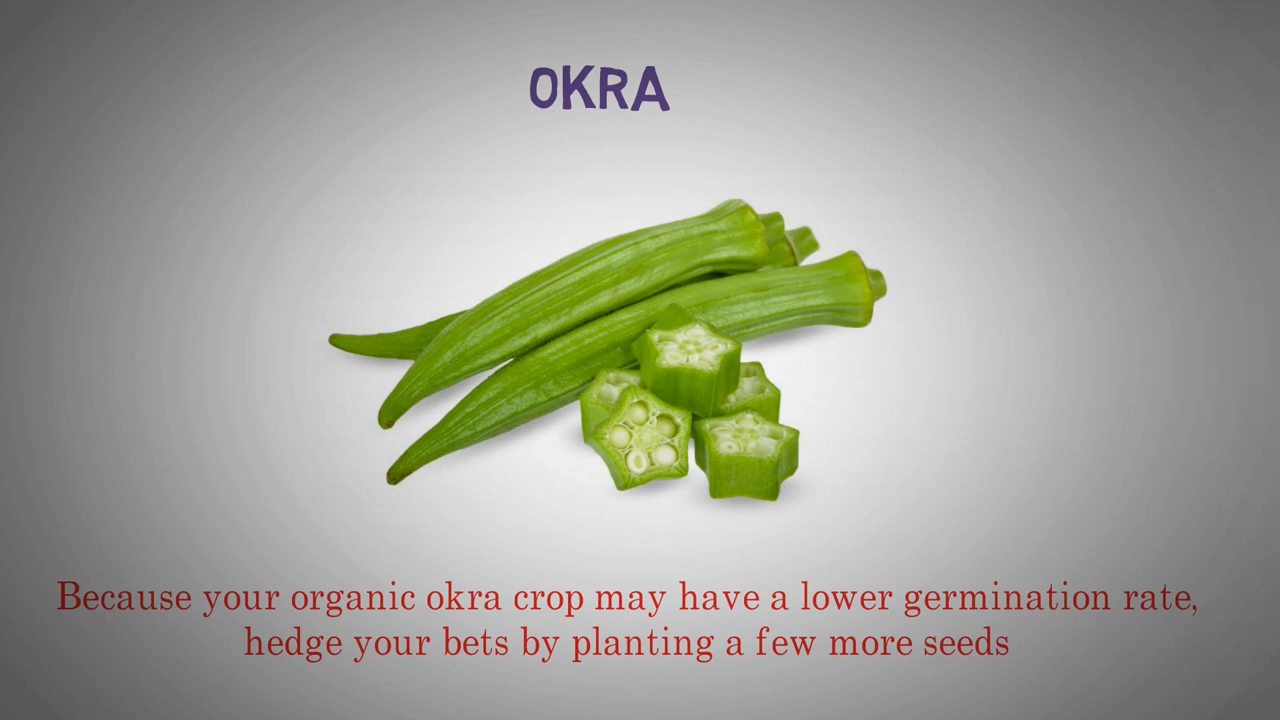 OKRA
Because your organic okra crop may have a lower germination rate,
hedge your bets by planting a few more seeds